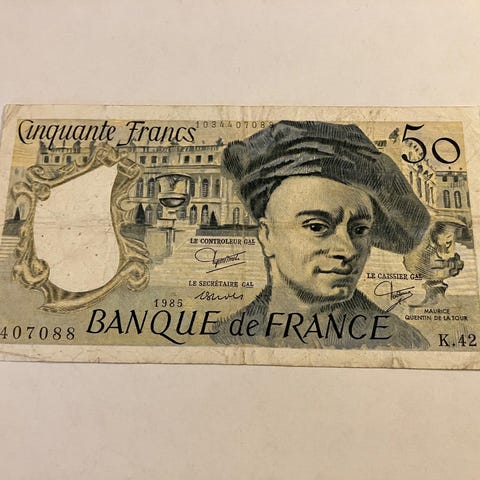 Cinquante Francs
1034407088
50
LE CONTROLEUR GAL
LE SECRÉTAIRE GAL
LE CAISSIER GAL
1985
MAURICE
QUENTIN DE LA TOUR
407088
BANQUE de FRANCE
K.42